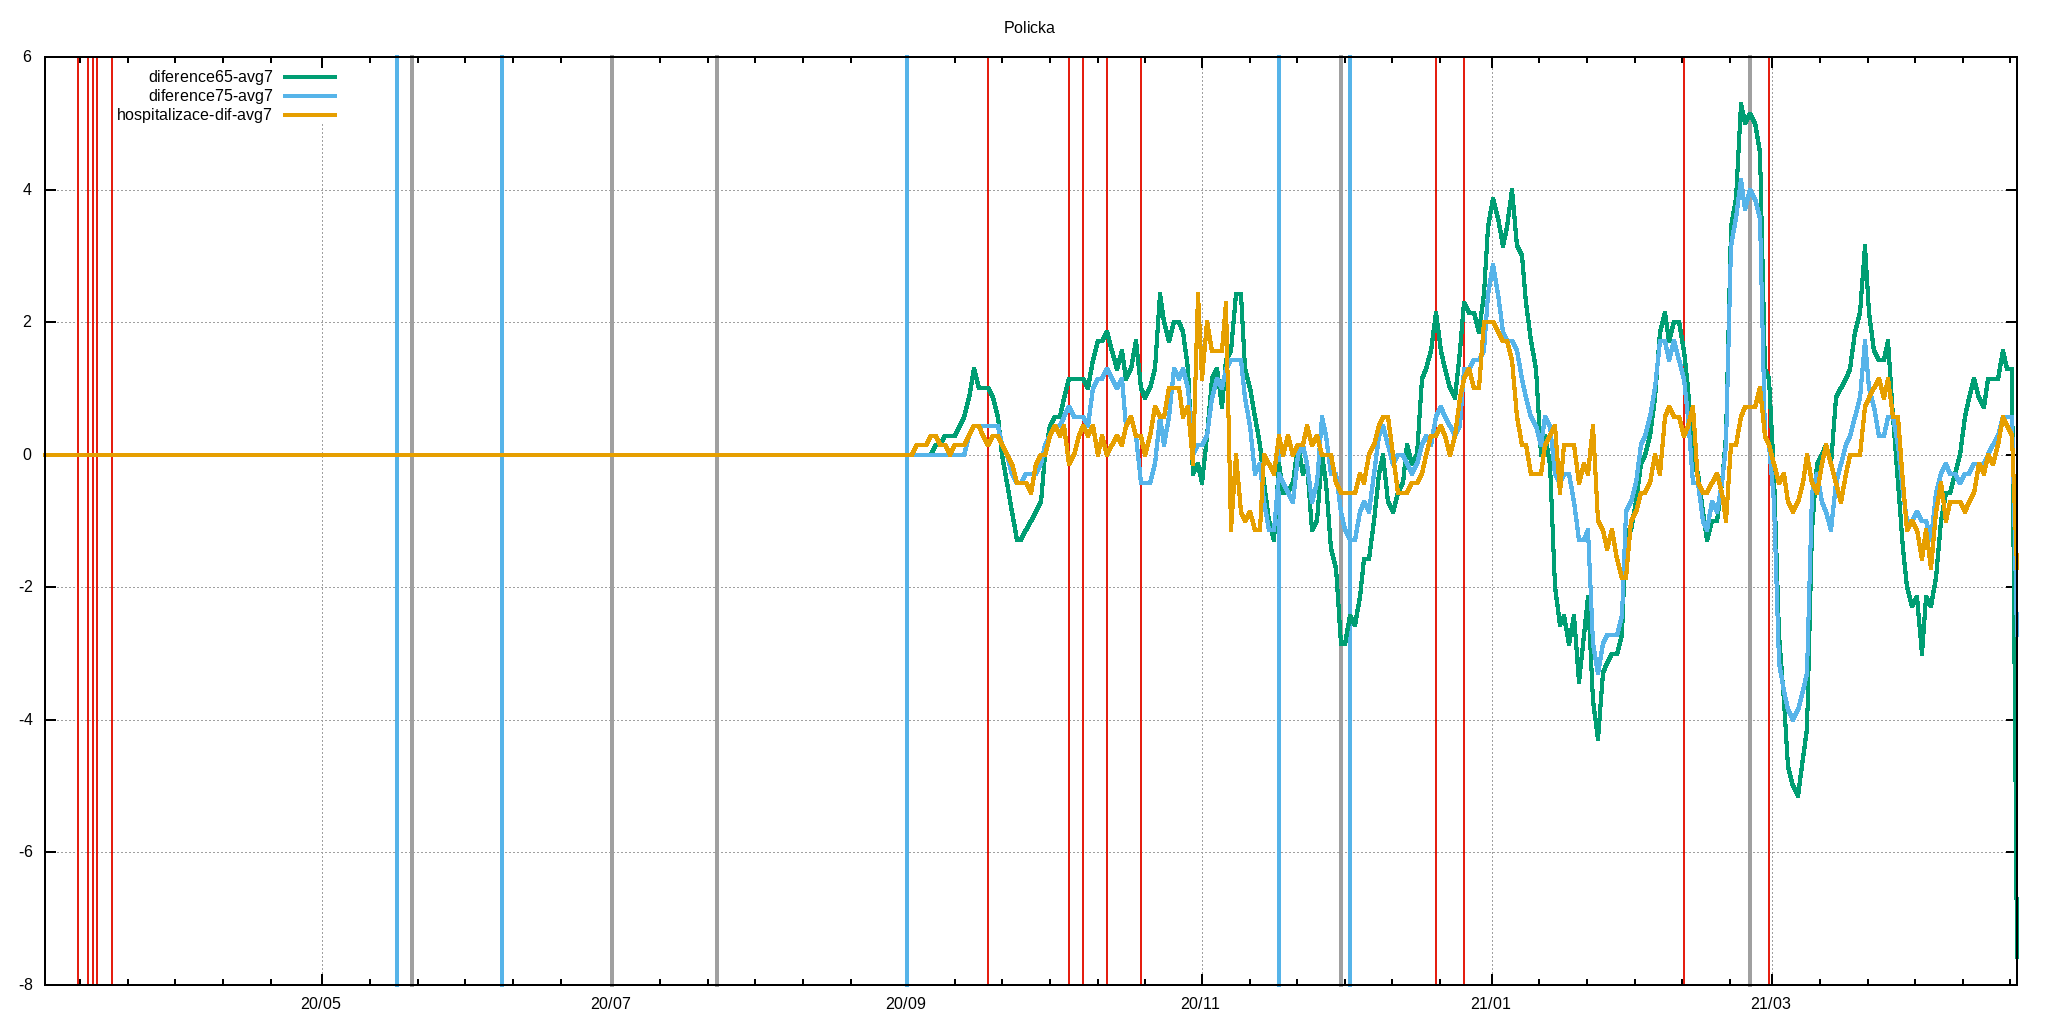 Policka
6
diference65-avg7
diference75-avg7
hospitalizace-dif-avg7
4
2
0
-2
-4
-6
-8
20/05 20/07 20/09 20/11 21/01 21/03